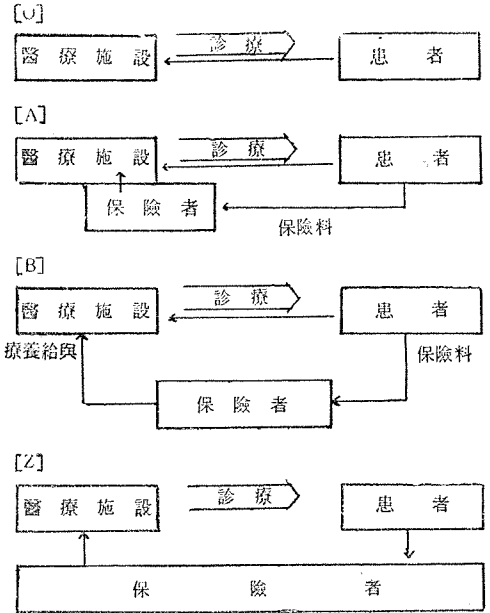 [∪]
醫療施設 診療 患者
[A]
醫療施設 診療 患者
保險者
保險料
[B]
醫療施設 診療 患者
療養給與 保險料
保險者
[Z]
醫療施設 診療 患者
保險者